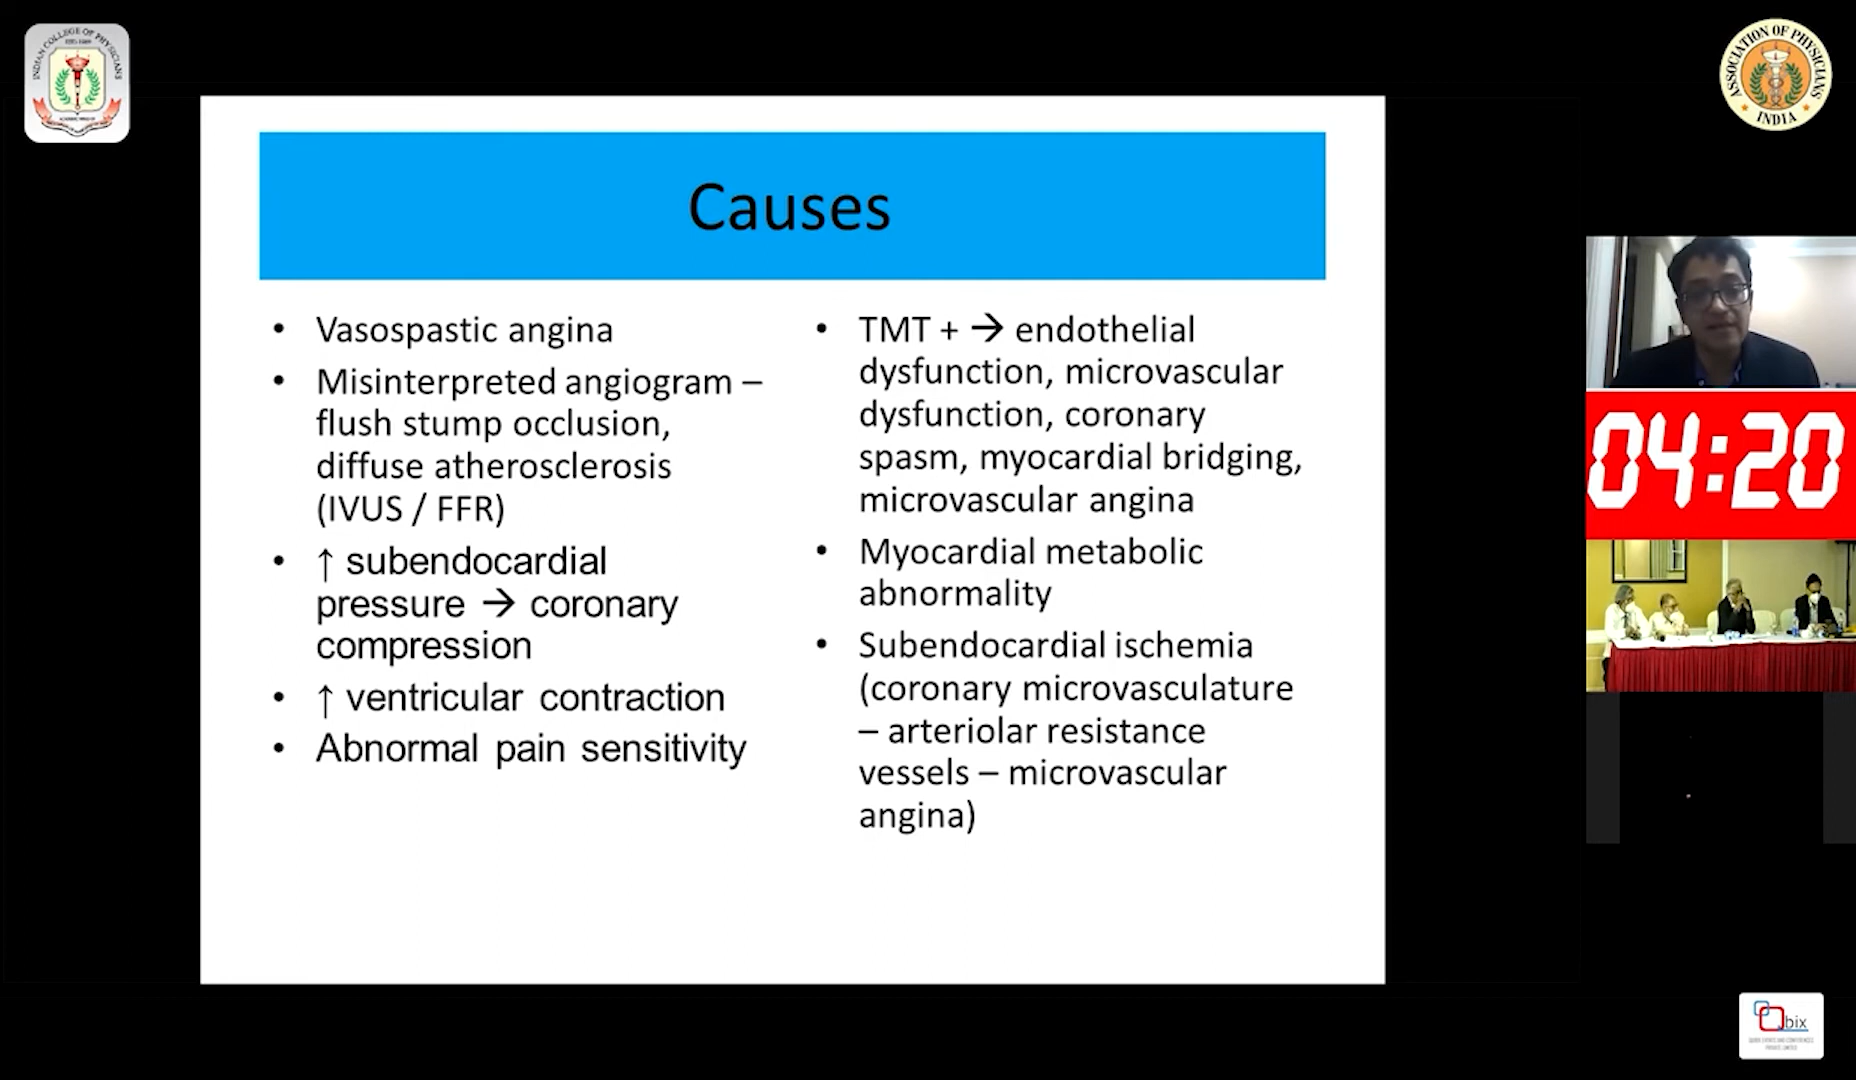 INDIAN COLLEGE OF PHYSICIANS
ASSOCIATION OF PHYSICIANS
INDIA
Causes
• Vasospastic angina
• Misinterpreted angiogram –
flush stump occlusion,
diffuse atherosclerosis
(IVUS / FFR)
• ↑ subendocardial
pressure → coronary
compression
• ↑ ventricular contraction
• Abnormal pain sensitivity
• TMT + → endothelial
dysfunction, microvascular
dysfunction, coronary
spasm, myocardial bridging,
microvascular angina
• Myocardial metabolic
abnormality
• Subendocardial ischemia
(coronary microvasculature
– arteriolar resistance
vessels – microvascular
angina)
04:20
Qbix